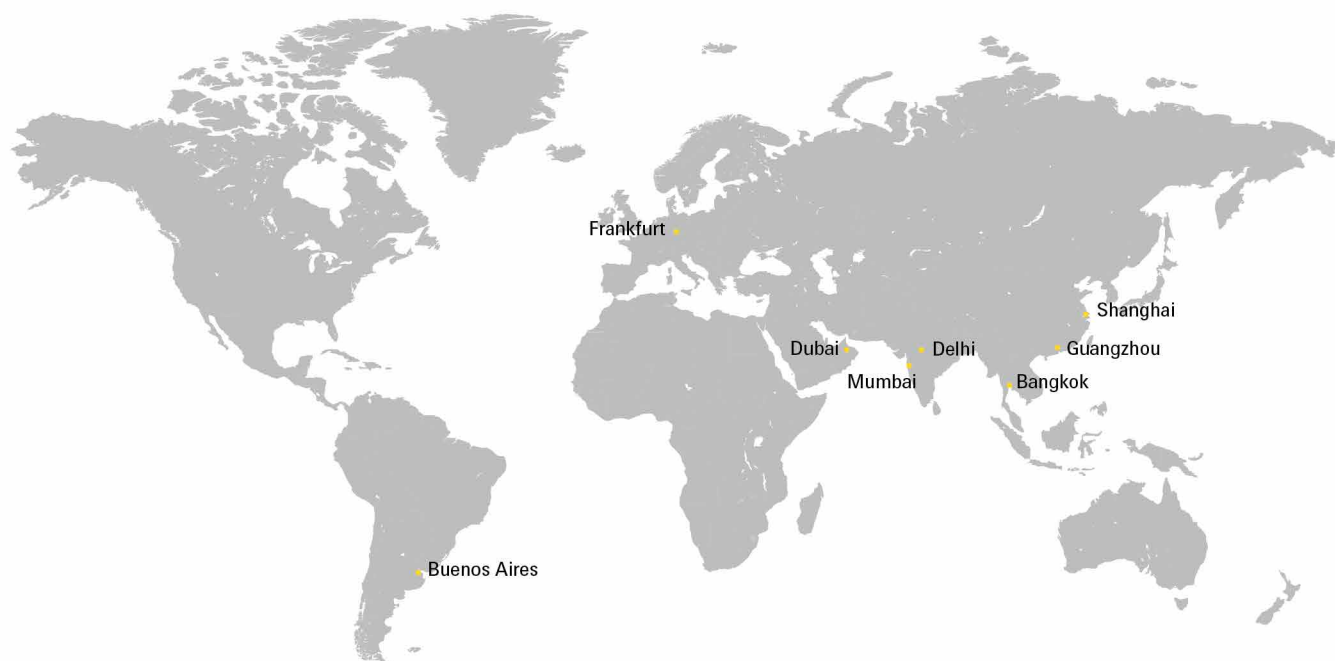 Frankfurt
Shanghai
Dubai
Delhi
Guangzhou
Mumbai
Bangkok
Buenos Aires